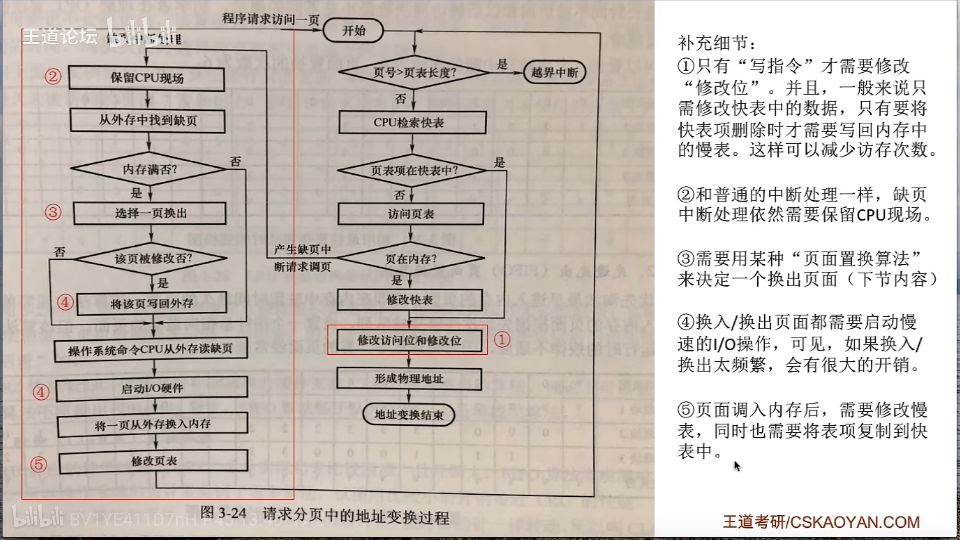 王道论坛 bilibili
程序请求访问一页
开始
缺页中断处理
②
保留CPU现场
从外存中找到缺页
内存满否?
否
是
③
选择一页换出
否
该页被修改否?
是
④
将该页写回外存
操作系统命令CPU从外存读缺页
④
启动I/O硬件
将一页从外存换入内存
⑤
修改页表
页号>页表长度?
是
越界中断
否
CPU检索快表
页表项在快表中?
是
否
访问页表
产生缺页中
断请求调页
否
页在内存?
是
修改快表
修改访问位和修改位
①
形成物理地址
地址变换结束
图 3-24 请求分页中的地址变换过程
补充细节：
①只有“写指令”才需要修改
“修改位”。并且，一般来说只
需修改快表中的数据，只有要将
快表项删除时才需要写回内存中
的慢表。这样可以减少访存次数。
②和普通的中断处理一样，缺页
中断处理依然需要保留CPU现场。
③需要用某种“页面置换算法”
来决定一个换出页面（下节内容）
④换入/换出页面都需要启动慢
速的I/O操作，可见，如果换入/
换出太频繁，会有很大的开销。
⑤页面调入内存后，需要修改慢
表，同时也需要将表项复制到快
表中。
王道考研/CSKAOYAN.COM